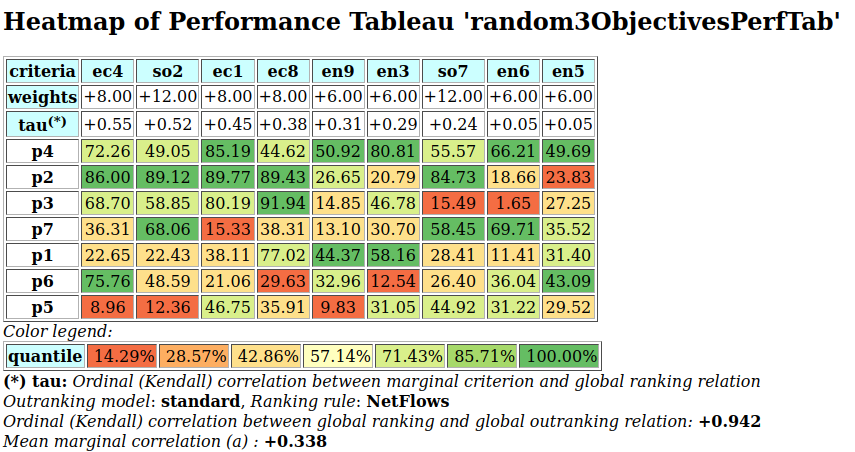 Heatmap of Performance Tableau 'random3ObjectivesPerfTab'
criteria ec4 so2 ec1 ec8 en9 en3 so7 en6 en5
weights +8.00 +12.00 +8.00 +8.00 +6.00 +6.00 +12.00 +6.00 +6.00
tau(*) +0.55 +0.52 +0.45 +0.38 +0.31 +0.29 +0.24 +0.05 +0.05
p4 72.26 49.05 85.19 44.62 50.92 80.81 55.57 66.21 49.69
p2 86.00 89.12 89.77 89.43 26.65 20.79 84.73 18.66 23.83
p3 68.70 58.85 80.19 91.94 14.85 46.78 15.49 1.65 27.25
p7 36.31 68.06 15.33 38.31 13.10 30.70 58.45 69.71 35.52
p1 22.65 22.43 38.11 77.02 44.37 58.16 28.41 11.41 31.40
p6 75.76 48.59 21.06 29.63 32.96 12.54 26.40 36.04 43.09
p5 8.96 12.36 46.75 35.91 9.83 31.05 44.92 31.22 29.52
Color legend:
quantile 14.29% 28.57% 42.86% 57.14% 71.43% 85.71% 100.00%
(*) tau: Ordinal (Kendall) correlation between marginal criterion and global ranking relation
Outranking model: standard, Ranking rule: NetFlows
Ordinal (Kendall) correlation between global ranking and global outranking relation: +0.942
Mean marginal correlation (a) : +0.338